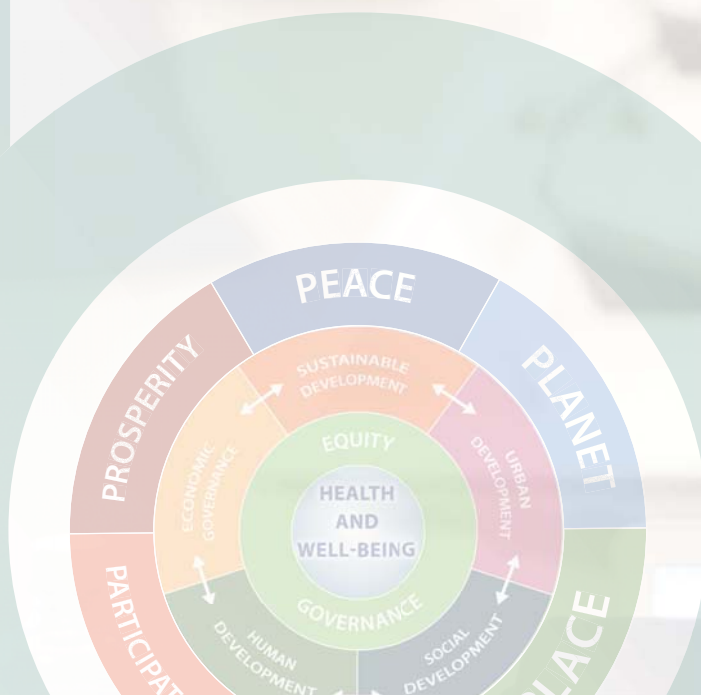 PEACE
PROSPERITY
PLANET
SUSTAINABLE
DEVELOPMENT
ECONOMIC
GOVERNANCE
URBAN
DEVELOPMENT
EQUITY
HEALTH
AND
WELL-BEING
GOVERNANCE
HUMAN
DEVELOPMENT
SOCIAL
DEVELOPMENT